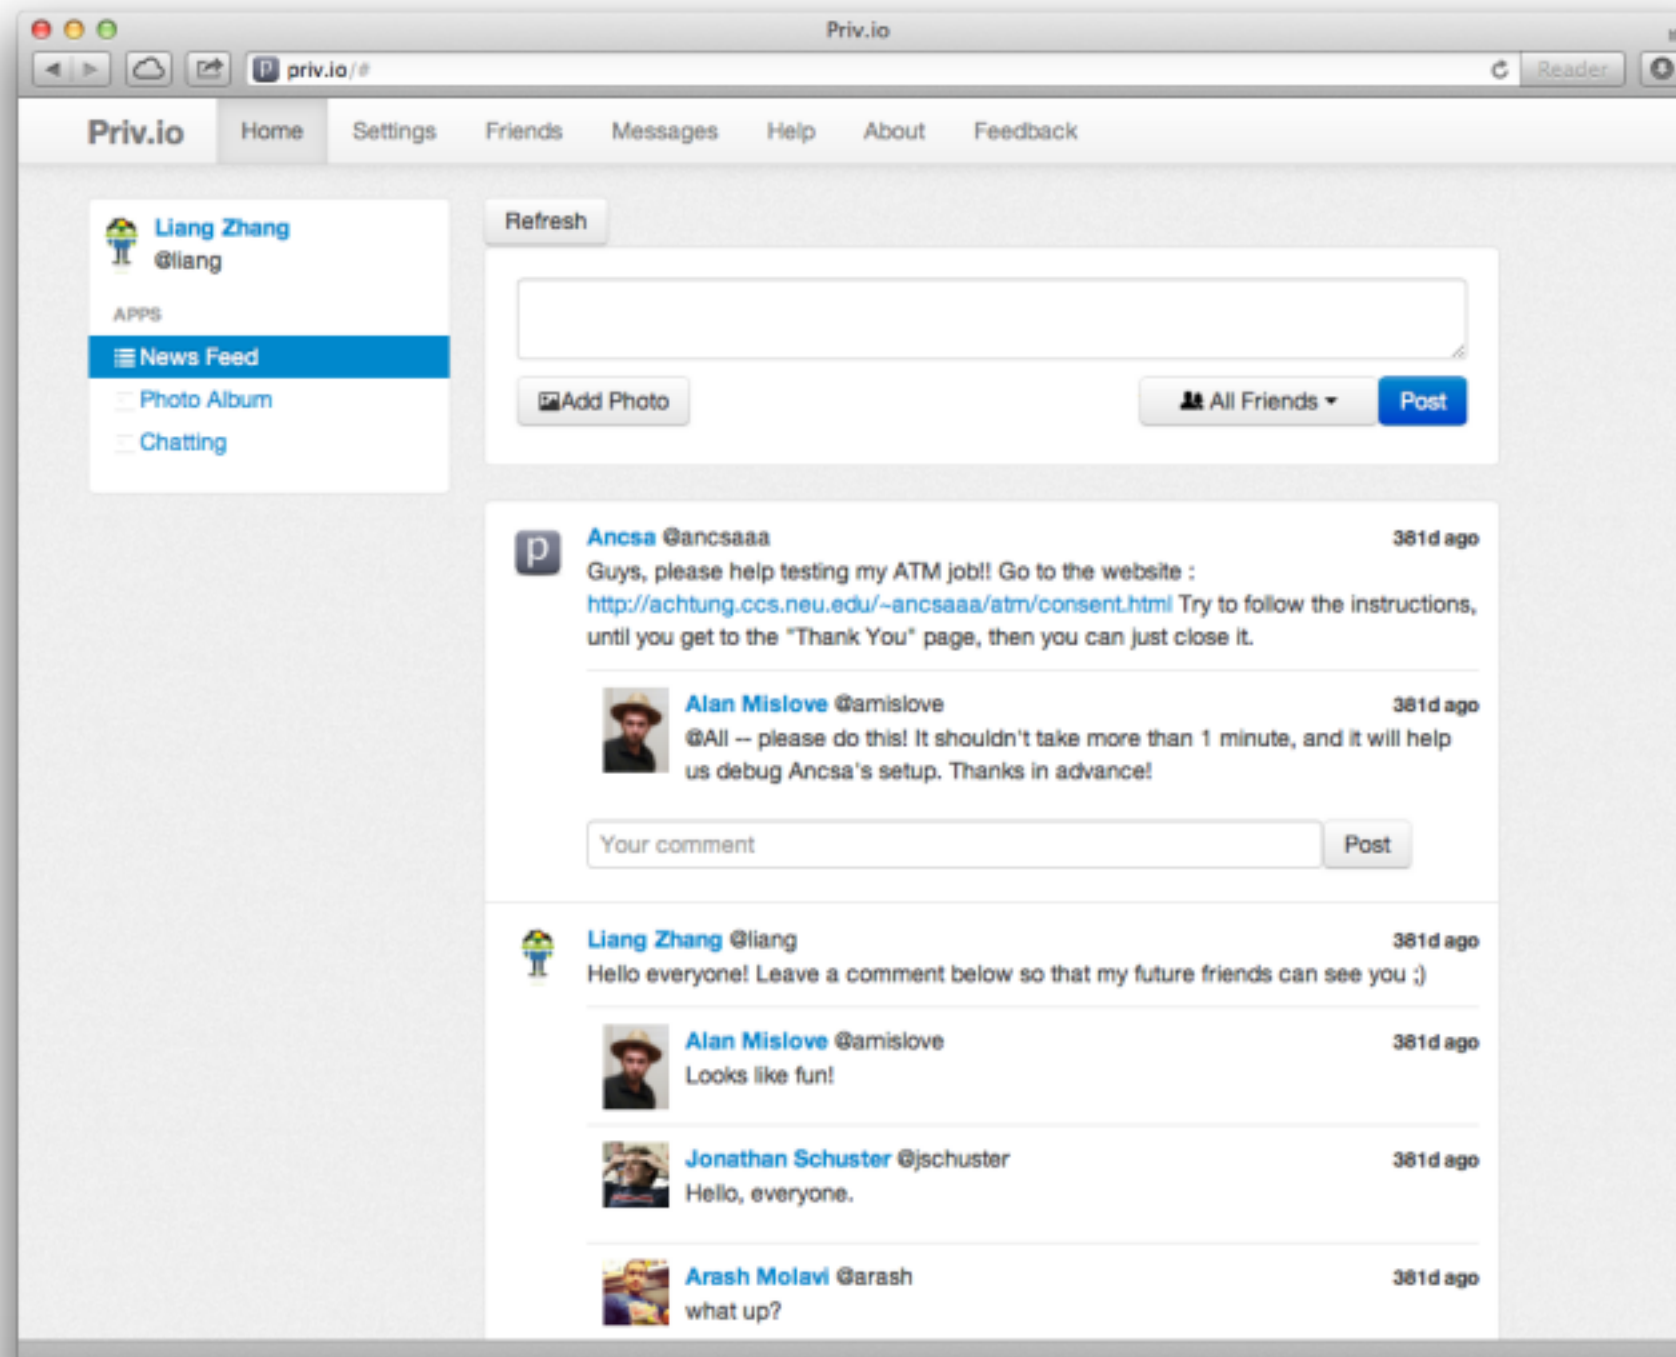 Priv.io
priv.io/#
Reader
Priv.io Home Settings Friends Messages Help About Feedback
Liang Zhang
@liang
APPS
News Feed
Photo Album
Chatting
Refresh
Add Photo
All Friends
Post
p
Ancsa @ancsaaa 381d ago
Guys, please help testing my ATM job!! Go to the website :
http://achtung.ccs.neu.edu/~ancsaaa/atm/consent.html Try to follow the instructions,
until you get to the "Thank You" page, then you can just close it.
Alan Mislove @amislove 381d ago
@All -- please do this! It shouldn't take more than 1 minute, and it will help
us debug Ancsa's setup. Thanks in advance!
Your comment Post
Liang Zhang @liang 381d ago
Hello everyone! Leave a comment below so that my future friends can see you ;)
Alan Mislove @amislove 381d ago
Looks like fun!
Jonathan Schuster @jschuster 381d ago
Hello, everyone.
Arash Molavi @arash 381d ago
what up?